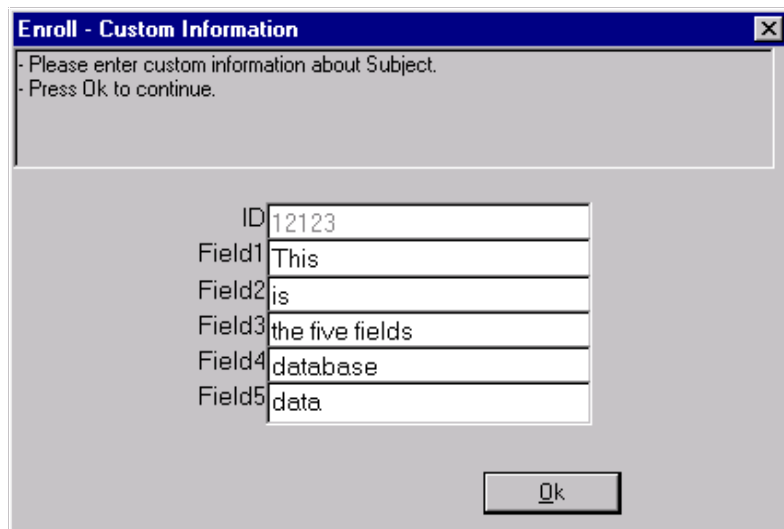 Enroll - Custom Information
- Please enter custom information about Subject.
- Press Ok to continue.
ID 12123
Field1 This
Field2 is
Field3 the five fields
Field4 database
Field5 data
Ok